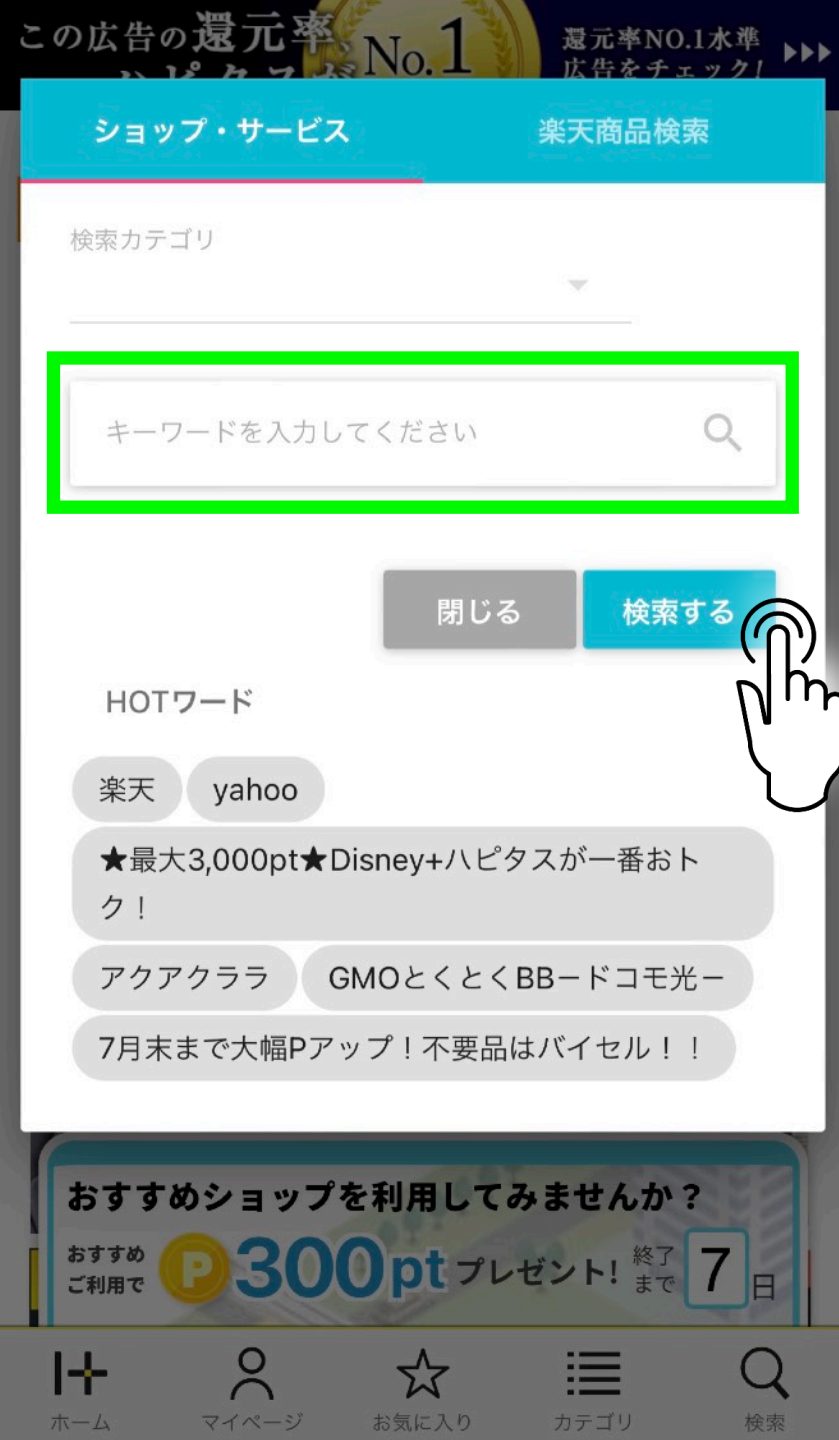 この広告の還元率、
ハピタスが
No.1
還元率NO.1水準
広告をチェック!
ショップ・サービス
楽天商品検索
検索カテゴリ
キーワードを入力してください
閉じる
検索する
HOTワード
楽天
yahoo
★最大3,000pt★Disney+ハピタスが一番おト
ク！
アクアクララ
GMOとくとくBBードコモ光ー
7月末まで大幅Pアップ！不要品はバイセル！！
おすすめショップを利用してみませんか？
おすすめ
ご利用で
P
300pt プレゼント!
終了
まで
7日
ホーム
マイページ
お気に入り
カテゴリ
検索